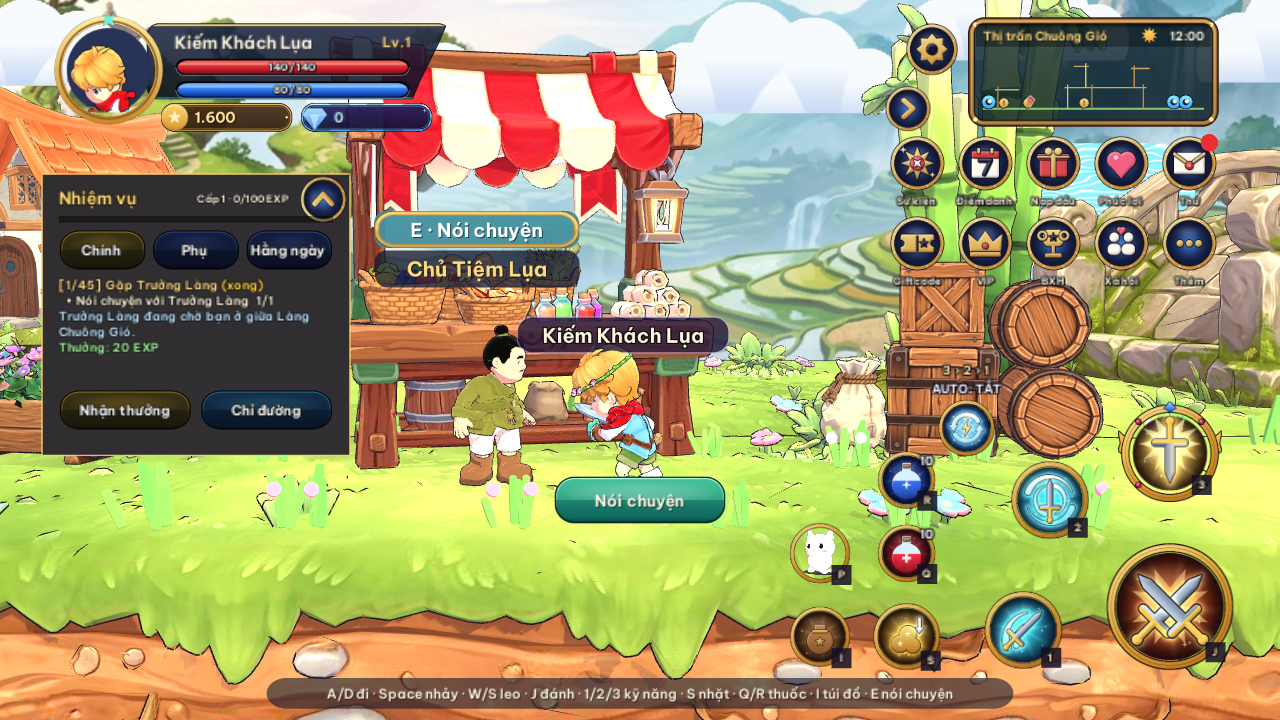 Kiếm Khách Lụa
Lv.1
140/140
80/80
1.600
0
Thị trấn Chuông Gió
12:00
7
Sự kiện
Điểm danh
Nạp đầu
Phúc lợi
Thư
Giftcode
VIP
BXH
Xã hội
Thêm
Nhiệm vụ
Cấp 1 · 0/100 EXP
Chính
Phụ
Hằng ngày
[1/45] Gặp Trưởng Làng (xong)
• Nói chuyện với Trưởng Làng 1/1
Trưởng Làng đang chờ bạn ở giữa Làng
Chuông Gió.
Thưởng: 20 EXP
Nhận thưởng
Chỉ đường
E · Nói chuyện
Chủ Tiệm Lụa
Kiếm Khách Lụa
Nói chuyện
3 · 2 · 1
AUTO: TẮT
10
R
10
Q
P
I
S
1
2
3
J
A/D đi · Space nhảy · W/S leo · J đánh · 1/2/3 kỹ năng · S nhặt · Q/R thuốc · I túi đồ · E nói chuyện